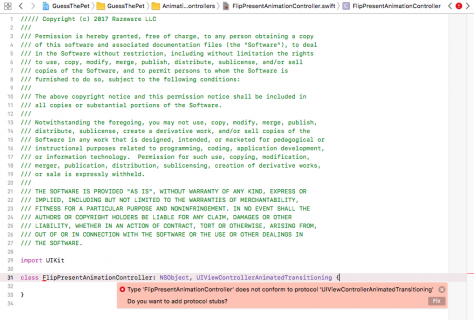 GuessThePet GuessThePet Animati...ontrollers FlipPresentAnimationController.swift C FlipPresentAnimationController
1 ///// Copyright (c) 2017 Razeware LLC
2 ///
3 /// Permission is hereby granted, free of charge, to any person obtaining a copy
4 /// of this software and associated documentation files (the "Software"), to deal
5 /// in the Software without restriction, including without limitation the rights
6 /// to use, copy, modify, merge, publish, distribute, sublicense, and/or sell
7 /// copies of the Software, and to permit persons to whom the Software is
8 /// furnished to do so, subject to the following conditions:
9 ///
10 /// The above copyright notice and this permission notice shall be included in
11 /// all copies or substantial portions of the Software.
12 ///
13 /// Notwithstanding the foregoing, you may not use, copy, modify, merge, publish,
14 /// distribute, sublicense, create a derivative work, and/or sell copies of the
15 /// Software in any work that is designed, intended, or marketed for pedagogical or
16 /// instructional purposes related to programming, coding, application development,
17 /// or information technology.  Permission for such use, copying, modification,
18 /// merger, publication, distribution, sublicensing, creation of derivative works,
19 /// or sale is expressly withheld.
20 ///
21 /// THE SOFTWARE IS PROVIDED "AS IS", WITHOUT WARRANTY OF ANY KIND, EXPRESS OR
22 /// IMPLIED, INCLUDING BUT NOT LIMITED TO THE WARRANTIES OF MERCHANTABILITY,
23 /// FITNESS FOR A PARTICULAR PURPOSE AND NONINFRINGEMENT. IN NO EVENT SHALL THE
24 /// AUTHORS OR COPYRIGHT HOLDERS BE LIABLE FOR ANY CLAIM, DAMAGES OR OTHER
25 /// LIABILITY, WHETHER IN AN ACTION OF CONTRACT, TORT OR OTHERWISE, ARISING FROM,
26 /// OUT OF OR IN CONNECTION WITH THE SOFTWARE OR THE USE OR OTHER DEALINGS IN
27 /// THE SOFTWARE.
28
29 import UIKit
30
31 class FlipPresentAnimationController: NSObject, UIViewControllerAnimatedTransitioning {
32 Type 'FlipPresentAnimationController' does not conform to protocol 'UIViewControllerAnimatedTransitioning'
Do you want to add protocol stubs? Fix
33 }
34